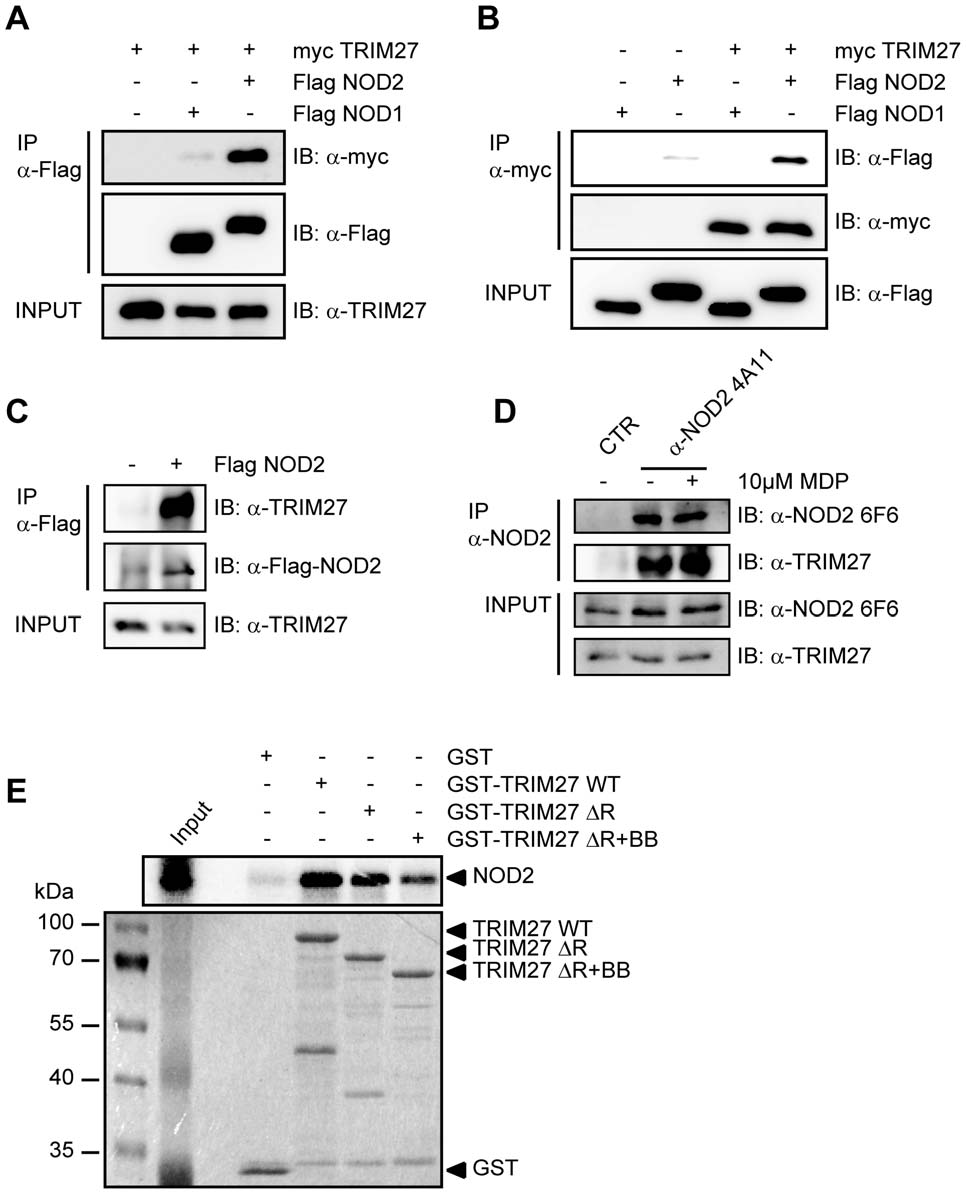 A
+ + + myc TRIM27
- - + Flag NOD2
- + - Flag NOD1
IP
α-Flag
IB: α-myc
IB: α-Flag
INPUT
IB: α-TRIM27
B
- - + + myc TRIM27
- + - + Flag NOD2
+ - + - Flag NOD1
IP
α-myc
IB: α-Flag
IB: α-myc
INPUT
IB: α-Flag
C
- + Flag NOD2
IP
α-Flag
IB: α-TRIM27
IB: α-Flag-NOD2
INPUT
IB: α-TRIM27
D
CTR
α-NOD2 4A11
- - + 10µM MDP
IP
α-NOD2
IB: α-NOD2 6F6
IB: α-TRIM27
INPUT
IB: α-NOD2 6F6
IB: α-TRIM27
E
Input
+ - - - GST
- + - - GST-TRIM27 WT
- - + - GST-TRIM27 ΔR
- - - + GST-TRIM27 ΔR+BB
NOD2
kDa
100
70
55
40
35
TRIM27 WT
TRIM27 ΔR
TRIM27 ΔR+BB
GST